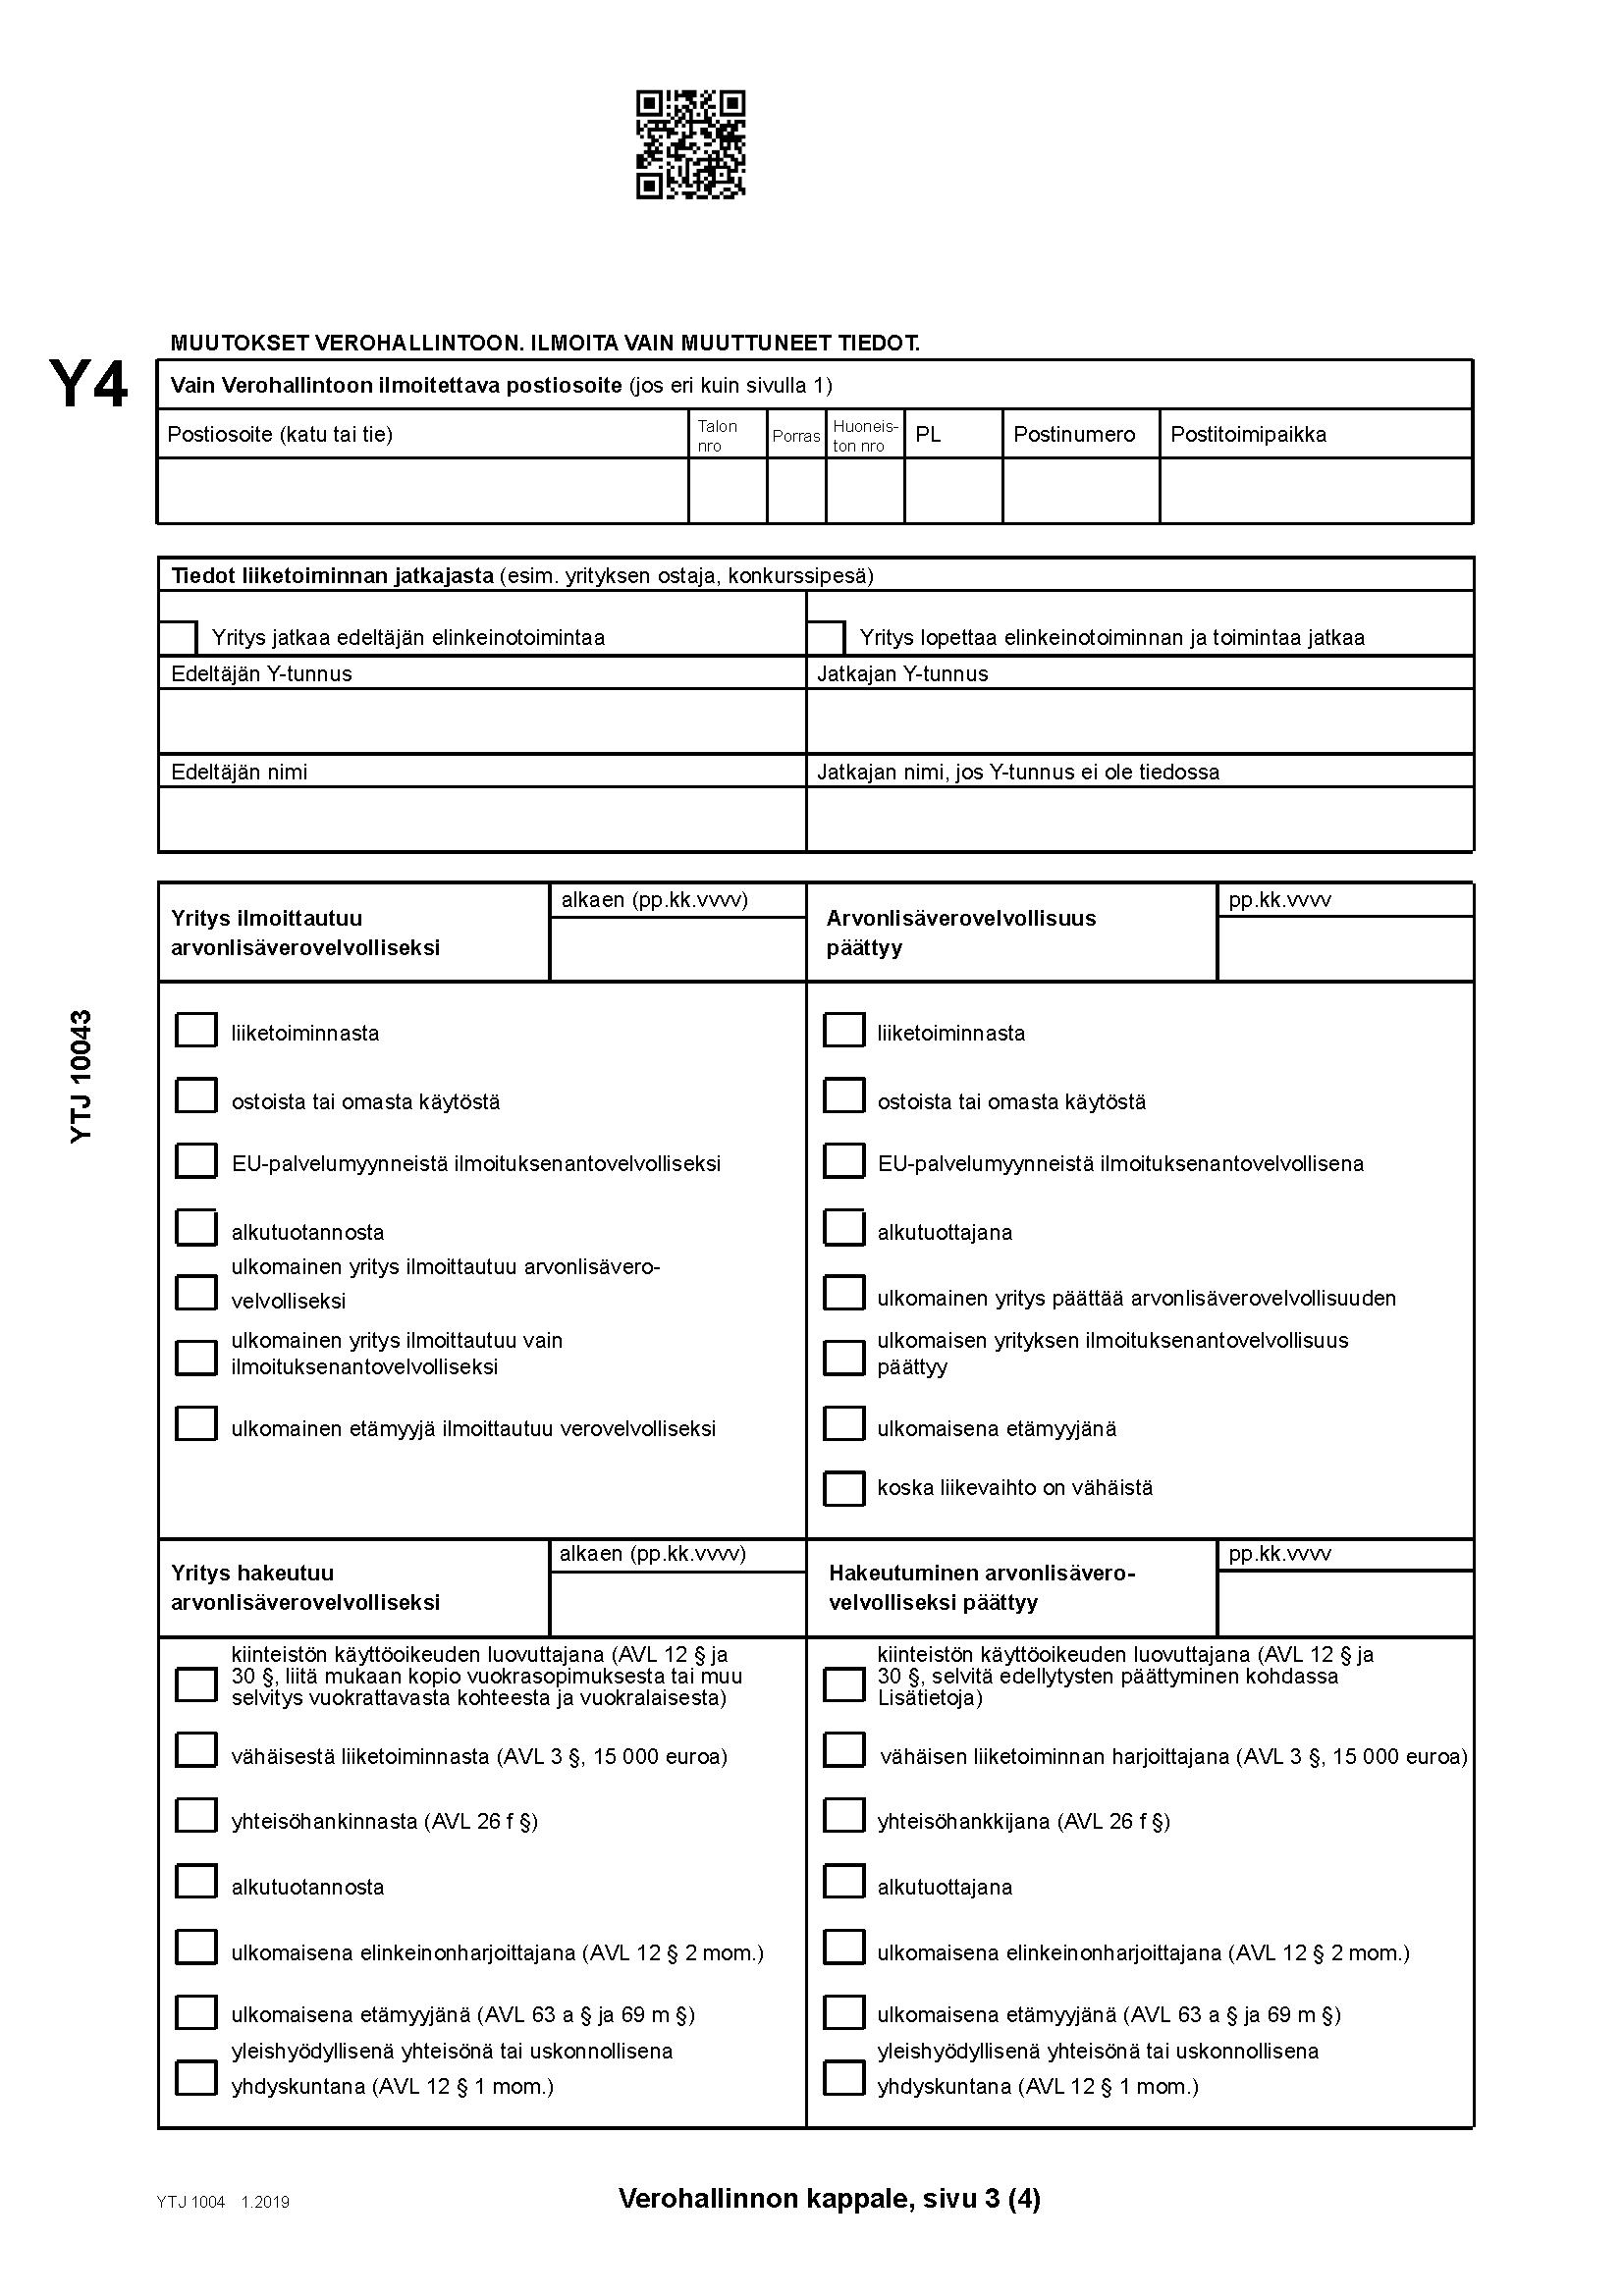 MUUTOKSET VEROHALLINTOON. ILMOITA VAIN MUUTTUNEET TIEDOT.
Y4
Vain Verohallintoon ilmoitettava postiosoite (jos eri kuin sivulla 1)
Postiosoite (katu tai tie)
Talon
nro
Porras
Huoneis-
ton nro
PL
Postinumero
Postitoimipaikka
Tiedot liiketoiminnan jatkajasta (esim. yrityksen ostaja, konkurssipesä)
Yritys jatkaa edeltäjän elinkeinotoimintaa
Yritys lopettaa elinkeinotoiminnan ja toimintaa jatkaa
Edeltäjän Y-tunnus
Jatkajan Y-tunnus
Edeltäjän nimi
Jatkajan nimi, jos Y-tunnus ei ole tiedossa
Yritys ilmoittautuu
arvonlisäverovelvolliseksi
alkaen (pp.kk.vvvv)
Arvonlisäverovelvollisuus
päättyy
pp.kk.vvvv
liiketoiminnasta
ostoista tai omasta käytöstä
EU-palvelumyynneistä ilmoituksenantovelvolliseksi
alkutuotannosta
ulkomainen yritys ilmoittautuu arvonlisävero-
velvolliseksi
ulkomainen yritys ilmoittautuu vain
ilmoituksenantovelvolliseksi
ulkomainen etämyyjä ilmoittautuu verovelvolliseksi
liiketoiminnasta
ostoista tai omasta käytöstä
EU-palvelumyynneistä ilmoituksenantovelvollisena
alkutuottajana
ulkomainen yritys päättää arvonlisäverovelvollisuuden
ulkomaisen yrityksen ilmoituksenantovelvollisuus
päättyy
ulkomaisena etämyyjänä
koska liikevaihto on vähäistä
YTJ 10043
Yritys hakeutuu
arvonlisäverovelvolliseksi
alkaen (pp.kk.vvvv)
Hakeutuminen arvonlisävero-
velvolliseksi päättyy
pp.kk.vvvv
kiinteistön käyttöoikeuden luovuttajana (AVL 12 § ja
30 §, liitä mukaan kopio vuokrasopimuksesta tai muu
selvitys vuokrattavasta kohteesta ja vuokralaisesta)
vähäisestä liiketoiminnasta (AVL 3 §, 15 000 euroa)
yhteisöhankinnasta (AVL 26 f §)
alkutuotannosta
ulkomaisena elinkeinonharjoittajana (AVL 12 § 2 mom.)
ulkomaisena etämyyjänä (AVL 63 a § ja 69 m §)
yleishyödyllisenä yhteisönä tai uskonnollisena
yhdyskuntana (AVL 12 § 1 mom.)
kiinteistön käyttöoikeuden luovuttajana (AVL 12 § ja
30 §, selvitä edellytysten päättyminen kohdassa
Lisätietoja)
vähäisen liiketoiminnan harjoittajana (AVL 3 §, 15 000 euroa)
yhteisöhankkijana (AVL 26 f §)
alkutuottajana
ulkomaisena elinkeinonharjoittajana (AVL 12 § 2 mom.)
ulkomaisena etämyyjänä (AVL 63 a § ja 69 m §)
yleishyödyllisenä yhteisönä tai uskonnollisena
yhdyskuntana (AVL 12 § 1 mom.)
YTJ 1004 1.2019
Verohallinnon kappale, sivu 3 (4)